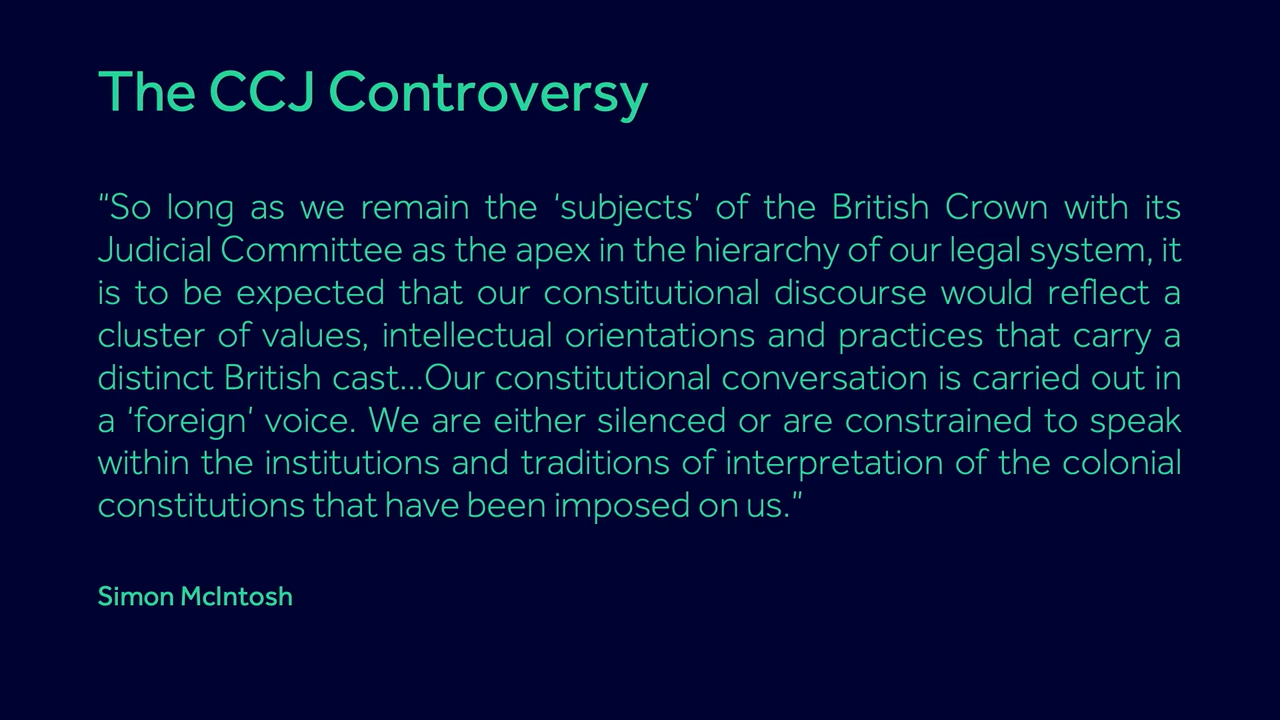 The CCJ Controversy
“So long as we remain the ‘subjects’ of the British Crown with its
Judicial Committee as the apex in the hierarchy of our legal system, it
is to be expected that our constitutional discourse would reflect a
cluster of values, intellectual orientations and practices that carry a
distinct British cast...Our constitutional conversation is carried out in
a ‘foreign’ voice. We are either silenced or are constrained to speak
within the institutions and traditions of interpretation of the colonial
constitutions that have been imposed on us.”
Simon McIntosh